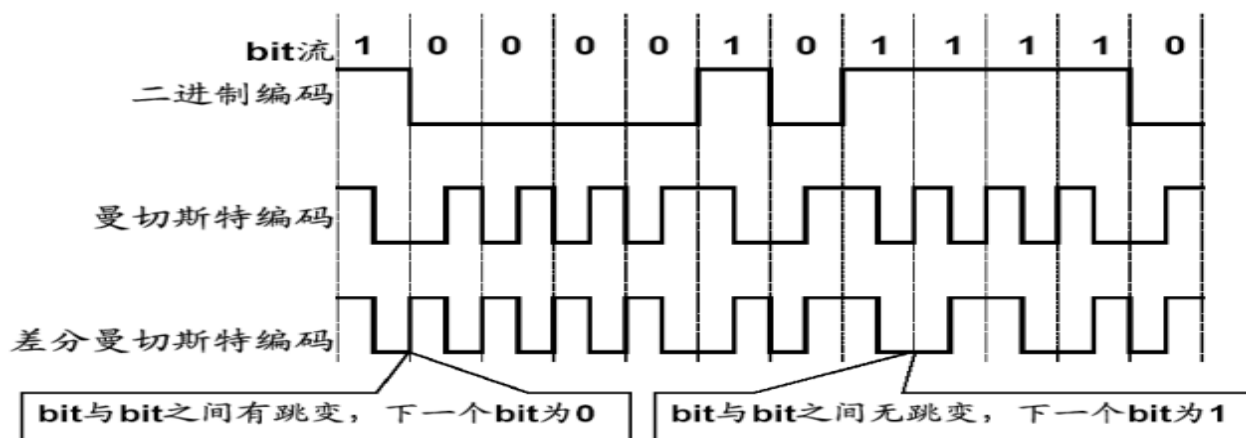 bit流 1 0 0 0 0 1 0 1 1 1 1 0
二进制编码
曼切斯特编码
差分曼切斯特编码
bit与bit之间有跳变，下一个bit为0
bit与bit之间无跳变，下一个bit为1